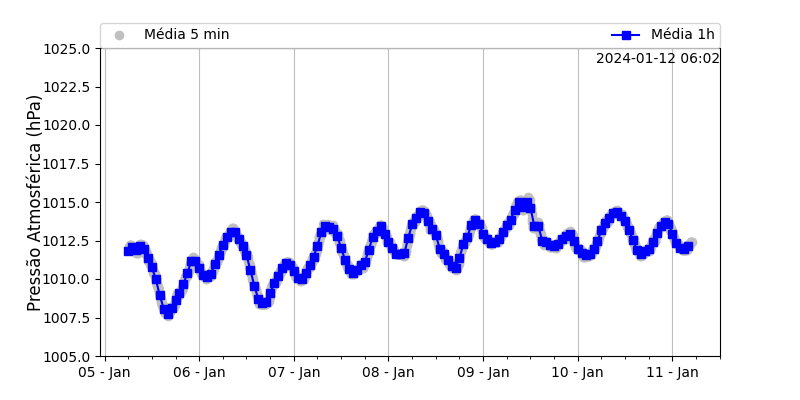 Média 5 min
Média 1h
2024-01-12 06:02
Pressão Atmosférica (hPa)
1025.0
1022.5
1020.0
1017.5
1015.0
1012.5
1010.0
1007.5
1005.0
05 - Jan
06 - Jan
07 - Jan
08 - Jan
09 - Jan
10 - Jan
11 - Jan